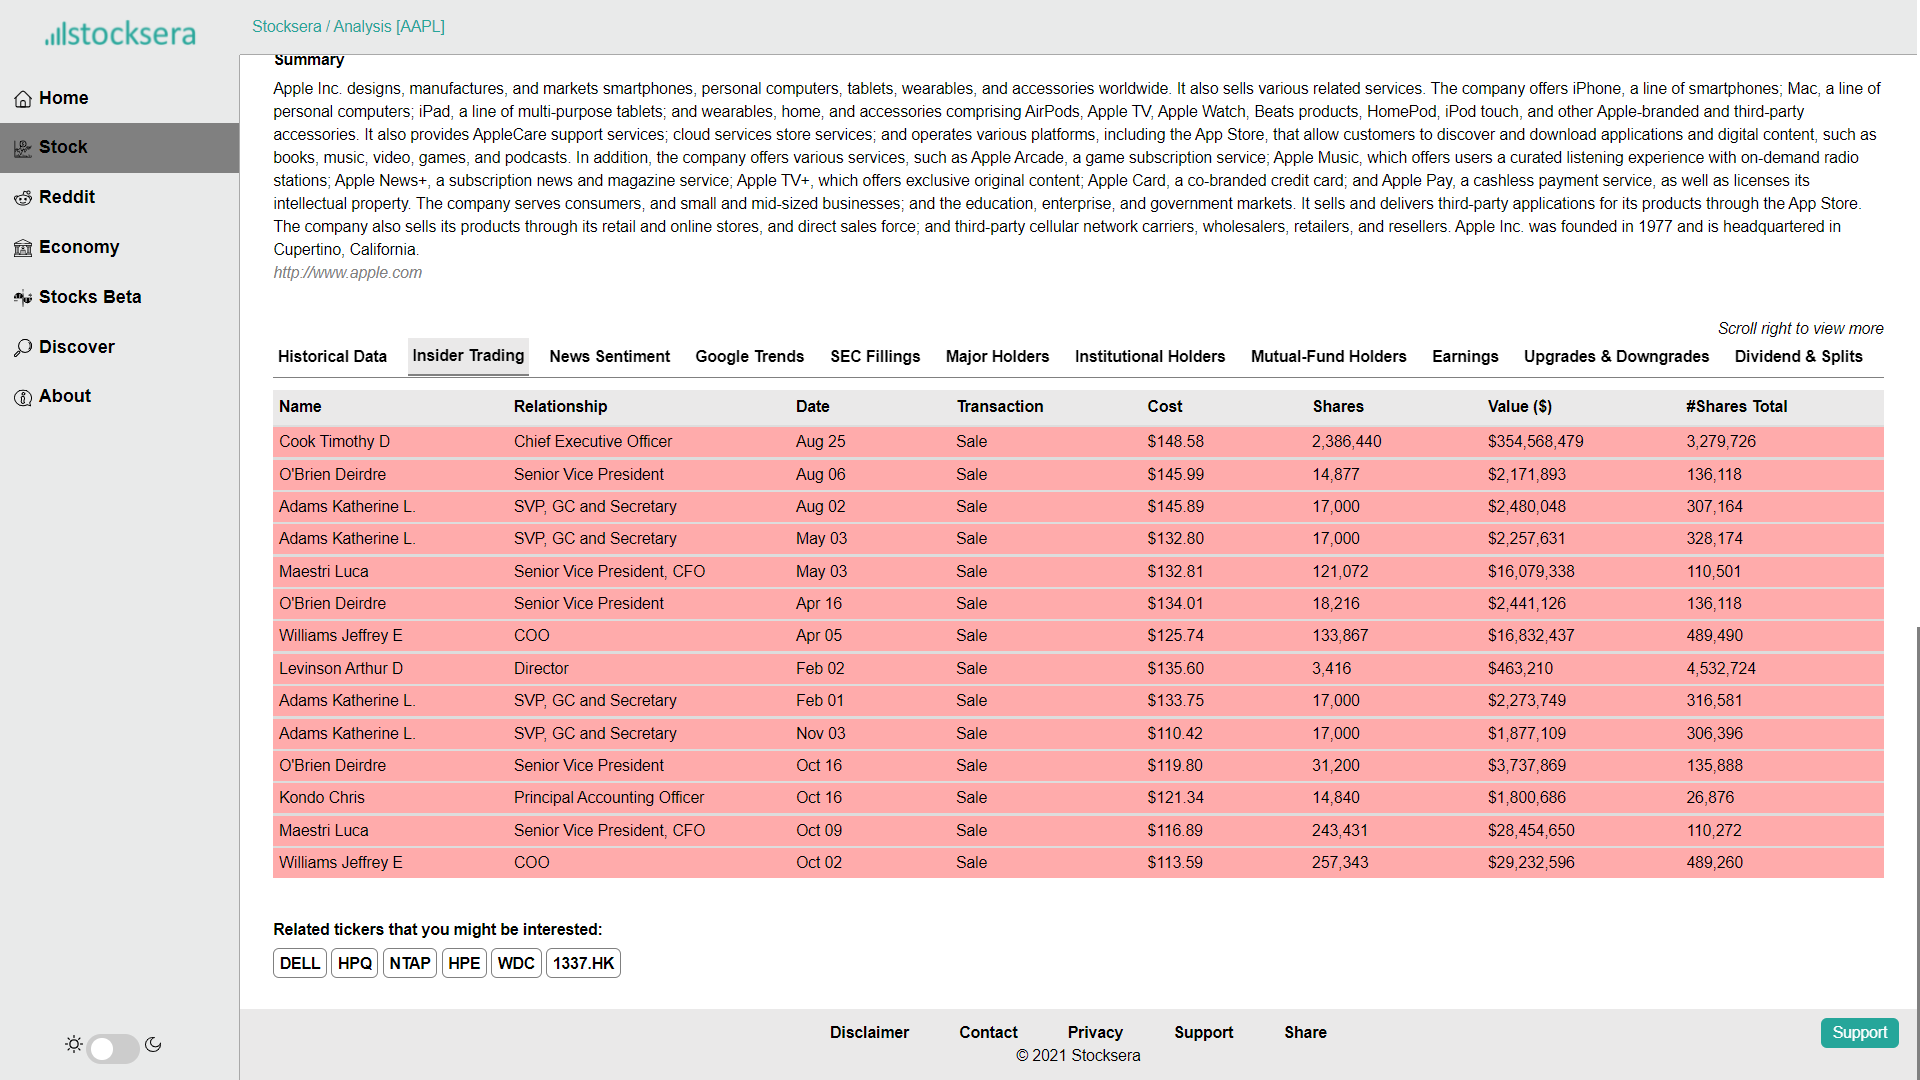 stocksera
Stocksera / Analysis [AAPL]
Home
Stock
Reddit
Economy
Stocks Beta
Discover
About
Summary
Apple Inc. designs, manufactures, and markets smartphones, personal computers, tablets, wearables, and accessories worldwide. It also sells various related services. The company offers iPhone, a line of smartphones; Mac, a line of
personal computers; iPad, a line of multi-purpose tablets; and wearables, home, and accessories comprising AirPods, Apple TV, Apple Watch, Beats products, HomePod, iPod touch, and other Apple-branded and third-party
accessories. It also provides AppleCare support services; cloud services store services; and operates various platforms, including the App Store, that allow customers to discover and download applications and digital content, such as
books, music, video, games, and podcasts. In addition, the company offers various services, such as Apple Arcade, a game subscription service; Apple Music, which offers users a curated listening experience with on-demand radio
stations; Apple News+, a subscription news and magazine service; Apple TV+, which offers exclusive original content; Apple Card, a co-branded credit card; and Apple Pay, a cashless payment service, as well as licenses its
intellectual property. The company serves consumers, and small and mid-sized businesses; and the education, enterprise, and government markets. It sells and delivers third-party applications for its products through the App Store.
The company also sells its products through its retail and online stores, and direct sales force; and third-party cellular network carriers, wholesalers, retailers, and resellers. Apple Inc. was founded in 1977 and is headquartered in
Cupertino, California.
http://www.apple.com
Scroll right to view more
Historical Data Insider Trading News Sentiment Google Trends SEC Fillings Major Holders Institutional Holders Mutual-Fund Holders Earnings Upgrades & Downgrades Dividend & Splits
Name Relationship Date Transaction Cost Shares Value ($) #Shares Total
Cook Timothy D Chief Executive Officer Aug 25 Sale $148.58 2,386,440 $354,568,479 3,279,726
O'Brien Deirdre Senior Vice President Aug 06 Sale $145.99 14,877 $2,171,893 136,118
Adams Katherine L. SVP, GC and Secretary Aug 02 Sale $145.89 17,000 $2,480,048 307,164
Adams Katherine L. SVP, GC and Secretary May 03 Sale $132.80 17,000 $2,257,631 328,174
Maestri Luca Senior Vice President, CFO May 03 Sale $132.81 121,072 $16,079,338 110,501
O'Brien Deirdre Senior Vice President Apr 16 Sale $134.01 18,216 $2,441,126 136,118
Williams Jeffrey E COO Apr 05 Sale $125.74 133,867 $16,832,437 489,490
Levinson Arthur D Director Feb 02 Sale $135.60 3,416 $463,210 4,532,724
Adams Katherine L. SVP, GC and Secretary Feb 01 Sale $133.75 17,000 $2,273,749 316,581
Adams Katherine L. SVP, GC and Secretary Nov 03 Sale $110.42 17,000 $1,877,109 306,396
O'Brien Deirdre Senior Vice President Oct 16 Sale $119.80 31,200 $3,737,869 135,888
Kondo Chris Principal Accounting Officer Oct 16 Sale $121.34 14,840 $1,800,686 26,876
Maestri Luca Senior Vice President, CFO Oct 09 Sale $116.89 243,431 $28,454,650 110,272
Williams Jeffrey E COO Oct 02 Sale $113.59 257,343 $29,232,596 489,260
Related tickers that you might be interested:
DELL HPQ NTAP HPE WDC 1337.HK
Disclaimer Contact Privacy Support Share
© 2021 Stocksera
Support